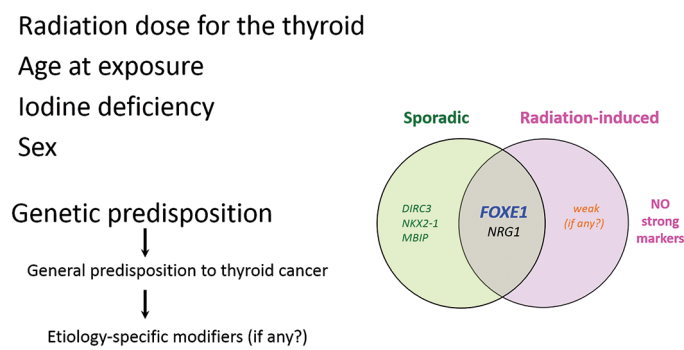 Radiation dose for the thyroid
Age at exposure
Iodine deficiency
Sex
Genetic predisposition
General predisposition to thyroid cancer
Etiology-specific modifiers (if any?)
Sporadic
Radiation-induced
DIRC3
NKX2-1
MBIP
FOXE1
NRG1
weak
(if any?)
NO
strong
markers